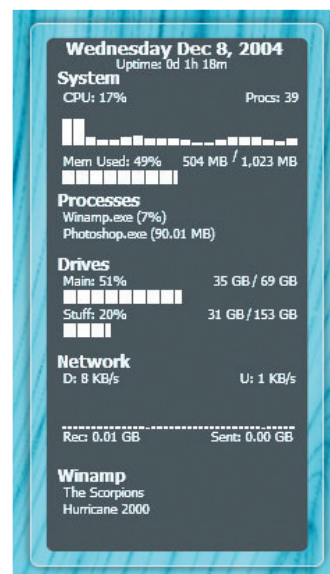 Wednesday Dec 8, 2004
Uptime: 0d 1h 18m
System
CPU: 17% Procs: 39
Mem Used: 49% 504 MB / 1,023 MB
Processes
Winamp.exe (7%)
Photoshop.exe (90.01 MB)
Drives
Main: 51% 35 GB / 69 GB
Stuff: 20% 31 GB / 153 GB
Network
D: 8 KB/s U: 1 KB/s
Rec: 0.01 GB Sent: 0.00 GB
Winamp
The Scorpions
Hurricane 2000